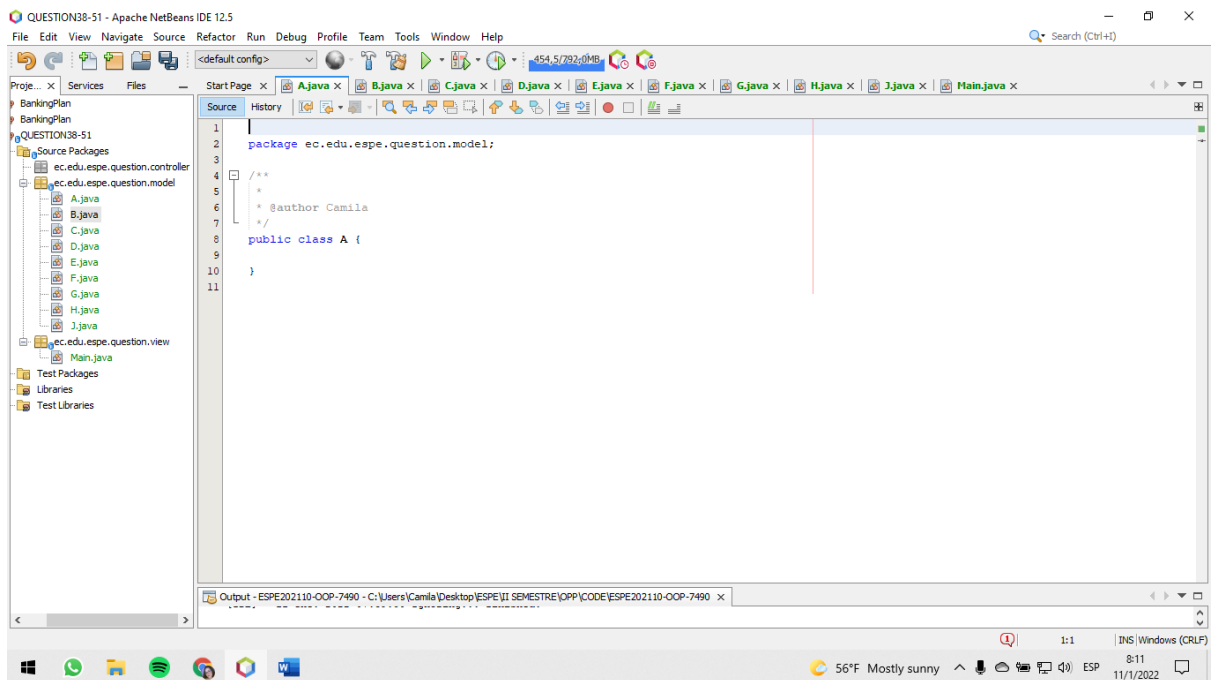 QUESTION38-51 - Apache NetBeans IDE 12.5
File Edit View Navigate Source Refactor Run Debug Profile Team Tools Window Help
Search (Ctrl+I)
<default config>
454,5/792,0MB
Proje... Services Files
Start Page A.java B.java C.java D.java E.java F.java G.java H.java J.java Main.java
BankingPlan
BankingPlan
QUESTION38-51
Source Packages
ec.edu.espe.question.controller
ec.edu.espe.question.model
A.java
B.java
C.java
D.java
E.java
F.java
G.java
H.java
J.java
ec.edu.espe.question.view
Main.java
Test Packages
Libraries
Test Libraries
Source History
1
2 package ec.edu.espe.question.model;
3
4 /**
5 *
6 * @author Camila
7 */
8 public class A {
9
10 }
11
Output - ESPE202110-OOP-7490 - C:\Users\Camila\Desktop\ESPE\II SEMESTRE\OPP\CODE\ESPE202110-OOP-7490
1 1:1 INS Windows (CRLF)
56°F Mostly sunny ESP 8:11
11/1/2022